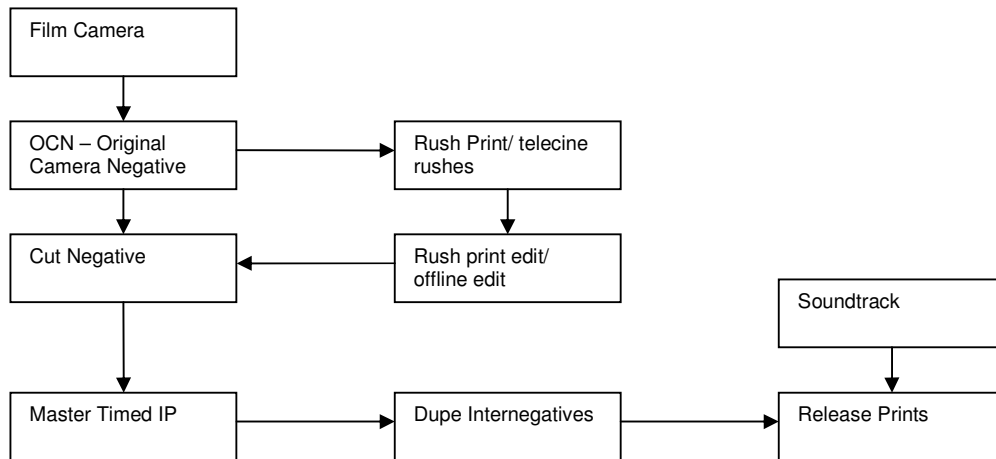 Film Camera
OCN – Original
Camera Negative
Rush Print/ telecine
rushes
Cut Negative
Rush print edit/
offline edit
Soundtrack
Master Timed IP
Dupe Internegatives
Release Prints